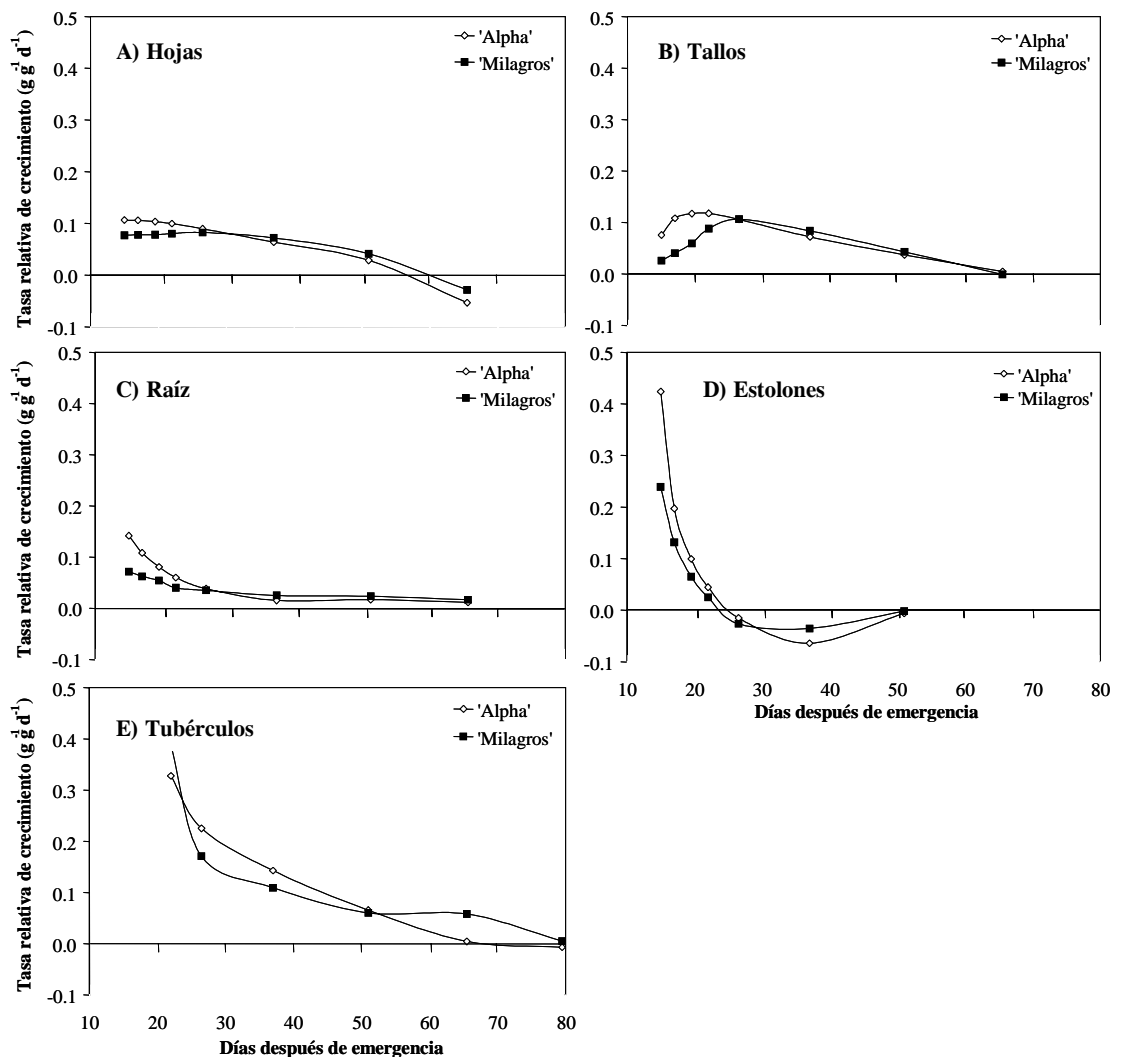 0.5
0.4
0.3
0.2
0.1
0.0
-0.1
Tasa relativa de crecimiento (g g⁻¹ d⁻¹)
A) Hojas
'Alpha'
'Milagros'
0.5
0.4
0.3
0.2
0.1
0.0
-0.1
B) Tallos
'Alpha'
'Milagros'
0.5
0.4
0.3
0.2
0.1
0.0
-0.1
Tasa relativa de crecimiento (g g⁻¹ d⁻¹)
C) Raíz
'Alpha'
'Milagros'
0.5
0.4
0.3
0.2
0.1
0.0
-0.1
D) Estolones
'Alpha'
'Milagros'
10 20 30 40 50 60 70 80
Días después de emergencia
0.5
0.4
0.3
0.2
0.1
0.0
-0.1
Tasa relativa de crecimiento (g g⁻¹ d⁻¹)
E) Tubérculos
'Alpha'
'Milagros'
10 20 30 40 50 60 70 80
Días después de emergencia